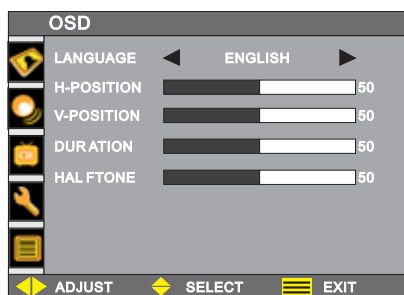 OSD
LANGUAGE ENGLISH
H-POSITION 50
V-POSITION 50
DURATION 50
HALFTONE 50
ADJUST SELECT EXIT